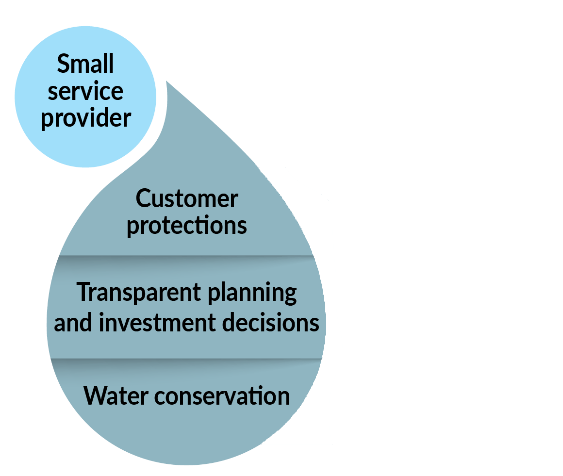 Small
service
provider
Customer
protections
Transparent planning
and investment decisions
Water conservation